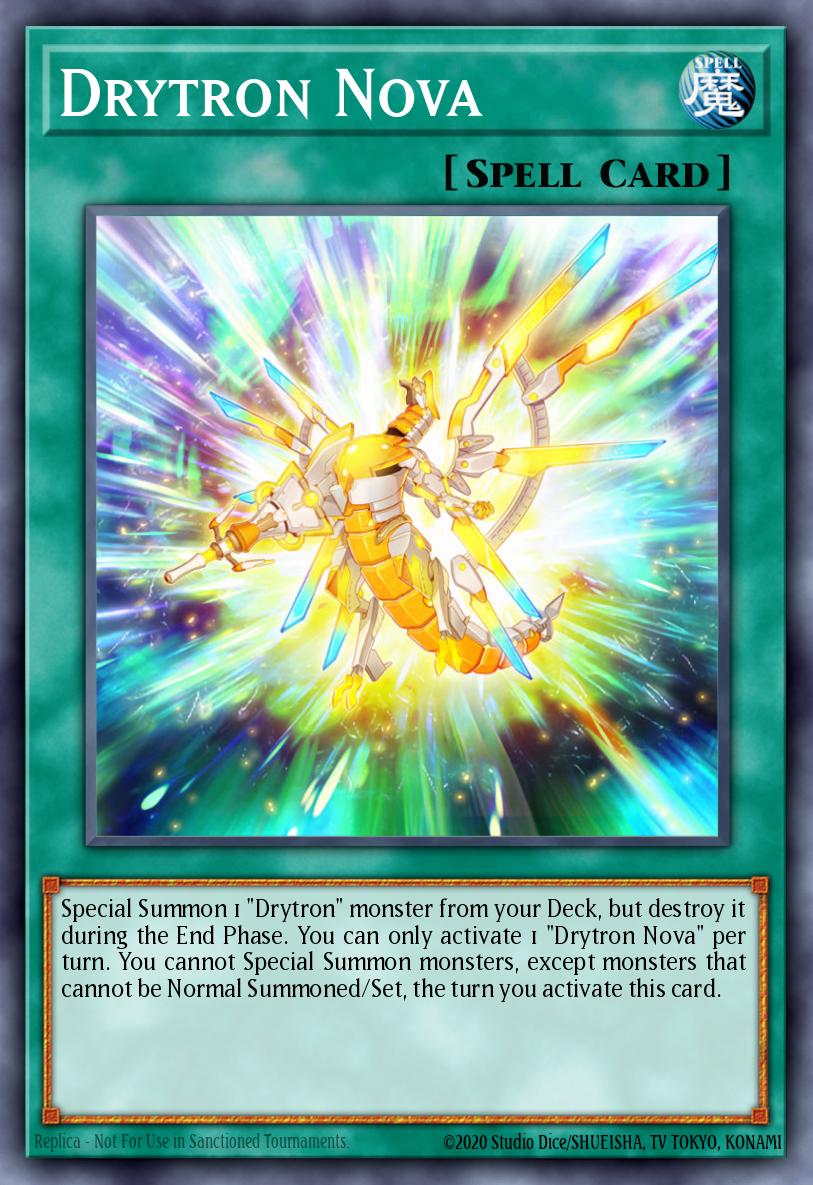 Drytron Nova
SPELL
魔
[ Spell Card ]
Special Summon 1 "Drytron" monster from your Deck, but destroy it
during the End Phase. You can only activate 1 "Drytron Nova" per
turn. You cannot Special Summon monsters, except monsters that
cannot be Normal Summoned/Set, the turn you activate this card.
Replica - Not For Use in Sanctioned Tournaments.
©2020 Studio Dice/SHUEISHA, TV TOKYO, KONAMI